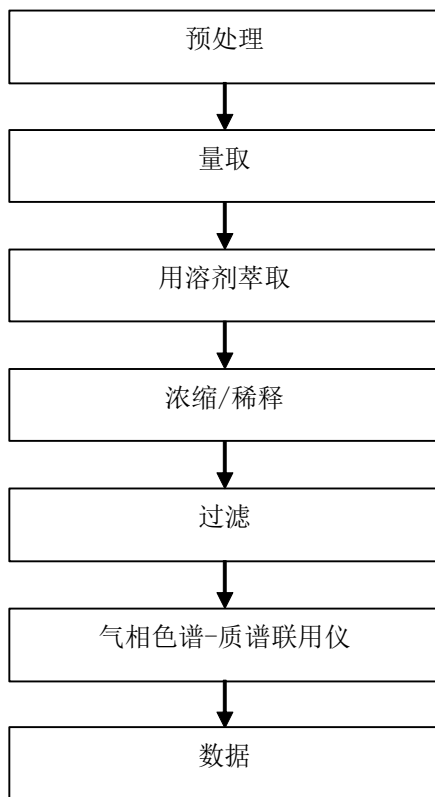 预处理
量取
用溶剂萃取
浓缩/稀释
过滤
气相色谱-质谱联用仪
数据